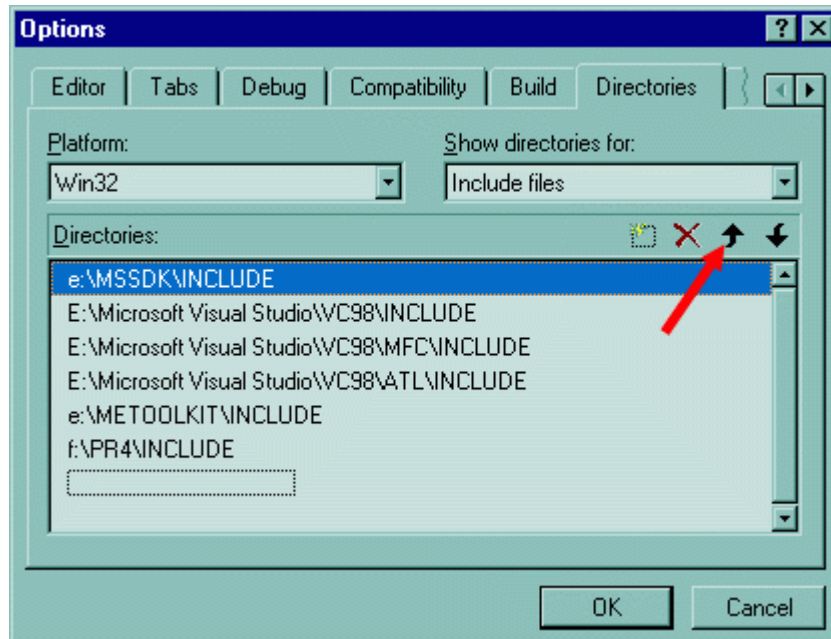 Options
Editor Tabs Debug Compatibility Build Directories
Platform: Show directories for:
Win32 Include files
Directories:
e:\MSSDK\INCLUDE
E:\Microsoft Visual Studio\VC98\INCLUDE
E:\Microsoft Visual Studio\VC98\MFC\INCLUDE
E:\Microsoft Visual Studio\VC98\ATL\INCLUDE
e:\METOOLKIT\INCLUDE
f:\PR4\INCLUDE
OK Cancel